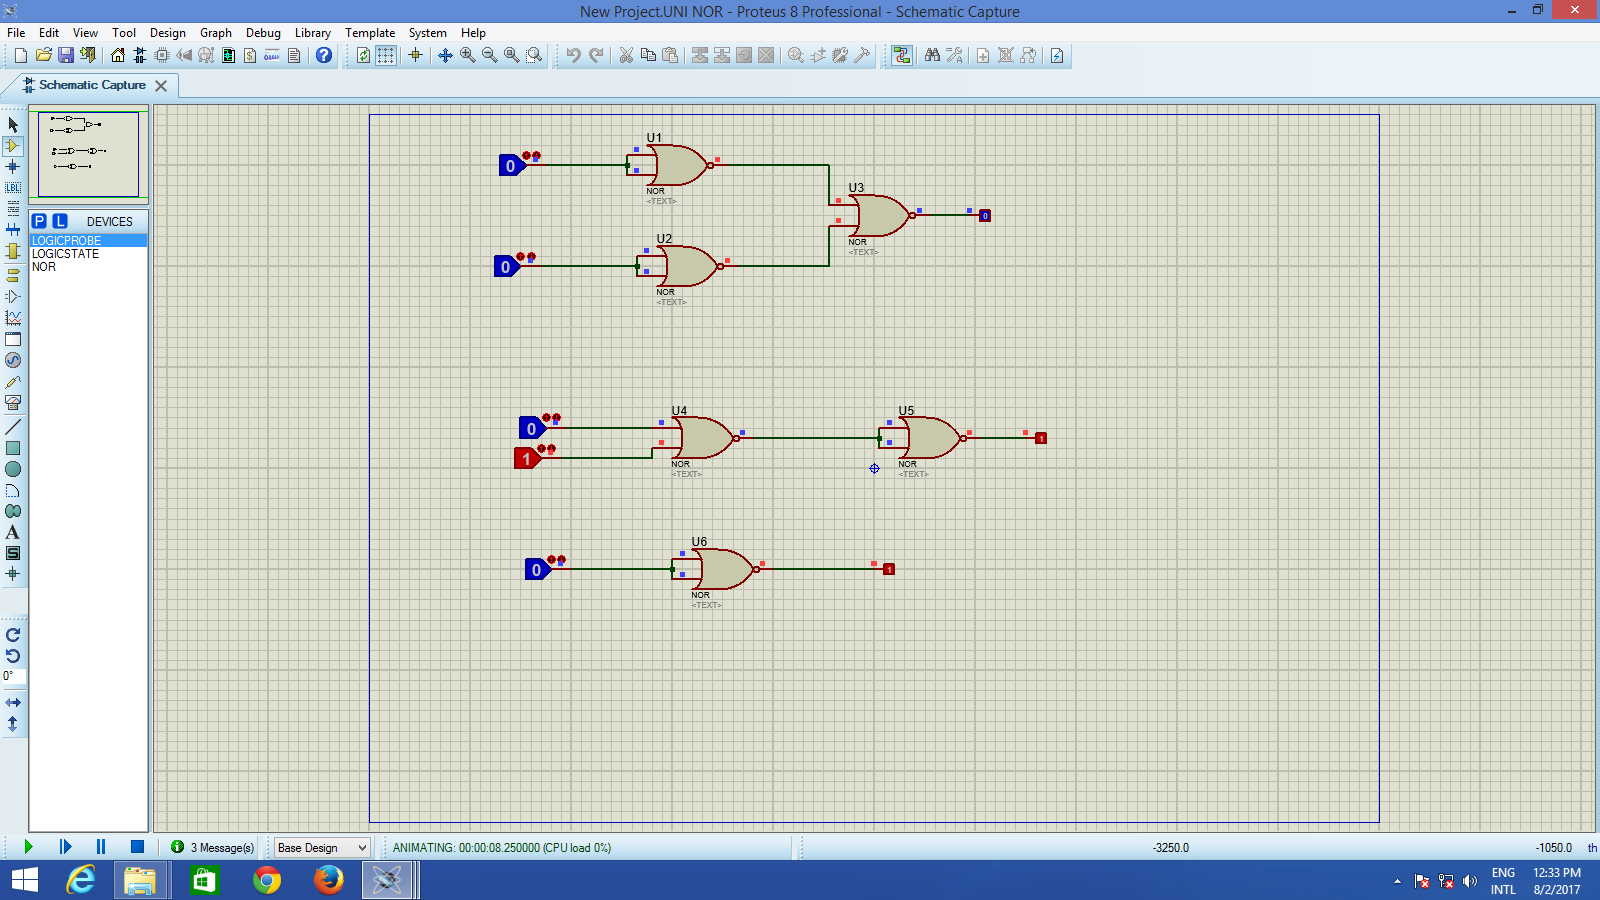 New Project.UNI NOR - Proteus 8 Professional - Schematic Capture
File Edit View Tool Design Graph Debug Library Template System Help
Schematic Capture
LBL
P L DEVICES
LOGICPROBE
LOGICSTATE
NOR
U1
0
NOR
<TEXT>
U3
0
NOR
<TEXT>
U2
0
NOR
<TEXT>
U4
0
1
NOR
<TEXT>
U5
1
NOR
<TEXT>
U6
0
1
NOR
<TEXT>
A
S
0°
3 Message(s) Base Design ANIMATING: 00:00:08.250000 (CPU load 0%) -3250.0 -1050.0 th
ENG 12:33 PM
INTL 8/2/2017